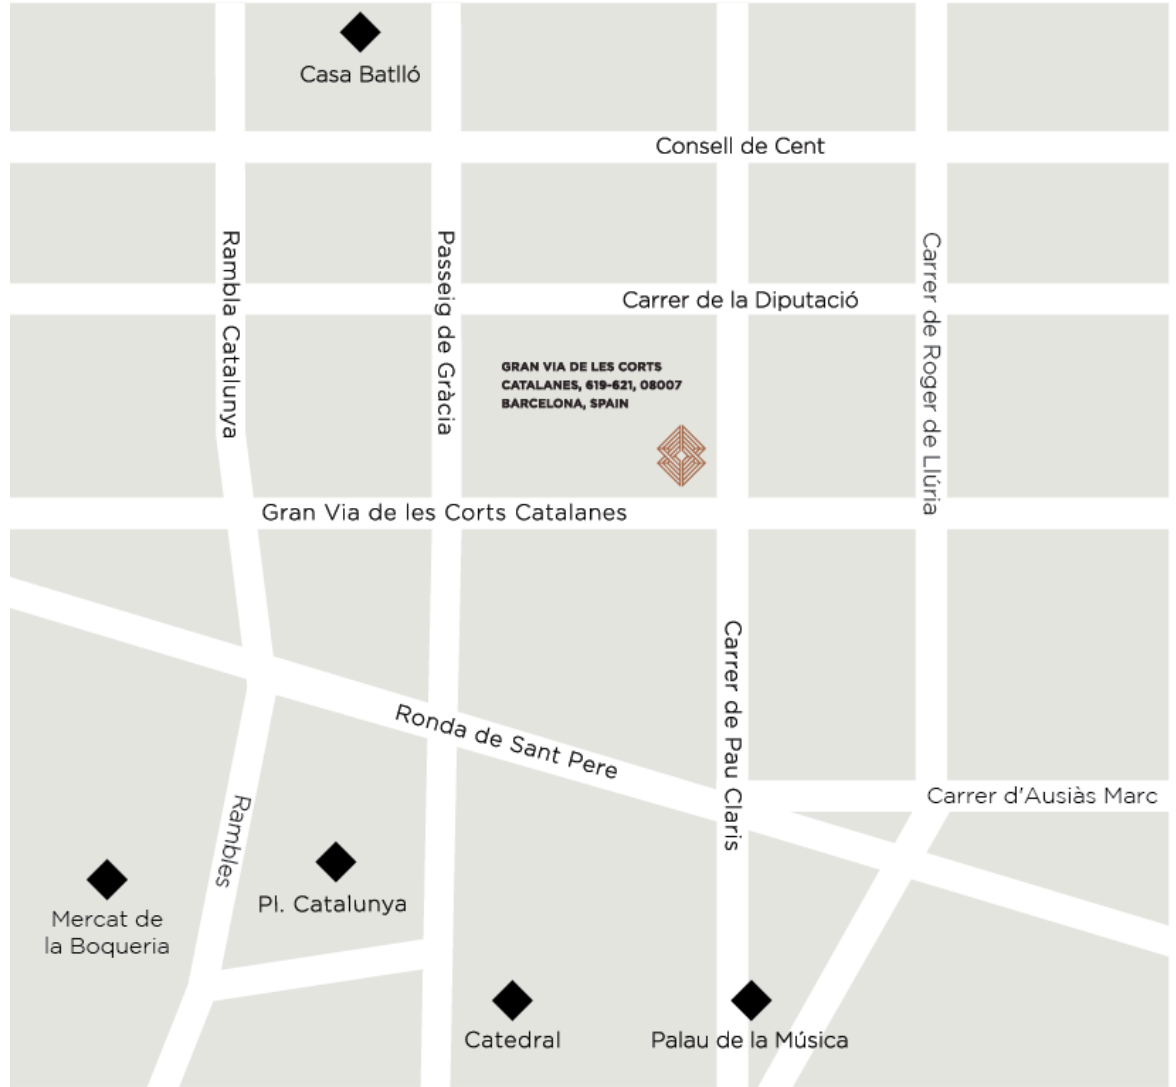 Casa Batlló
Consell de Cent
Rambla Catalunya
Passeig de Gràcia
Carrer de Roger de Llúria
Carrer de la Diputació
GRAN VIA DE LES CORTS
CATALANES, 619-621, 08007
BARCELONA, SPAIN
Gran Via de les Corts Catalanes
Carrer de Pau Claris
Ronda de Sant Pere
Carrer d'Ausiàs Marc
Rambles
Mercat de
la Boqueria
Pl. Catalunya
Catedral
Palau de la Música